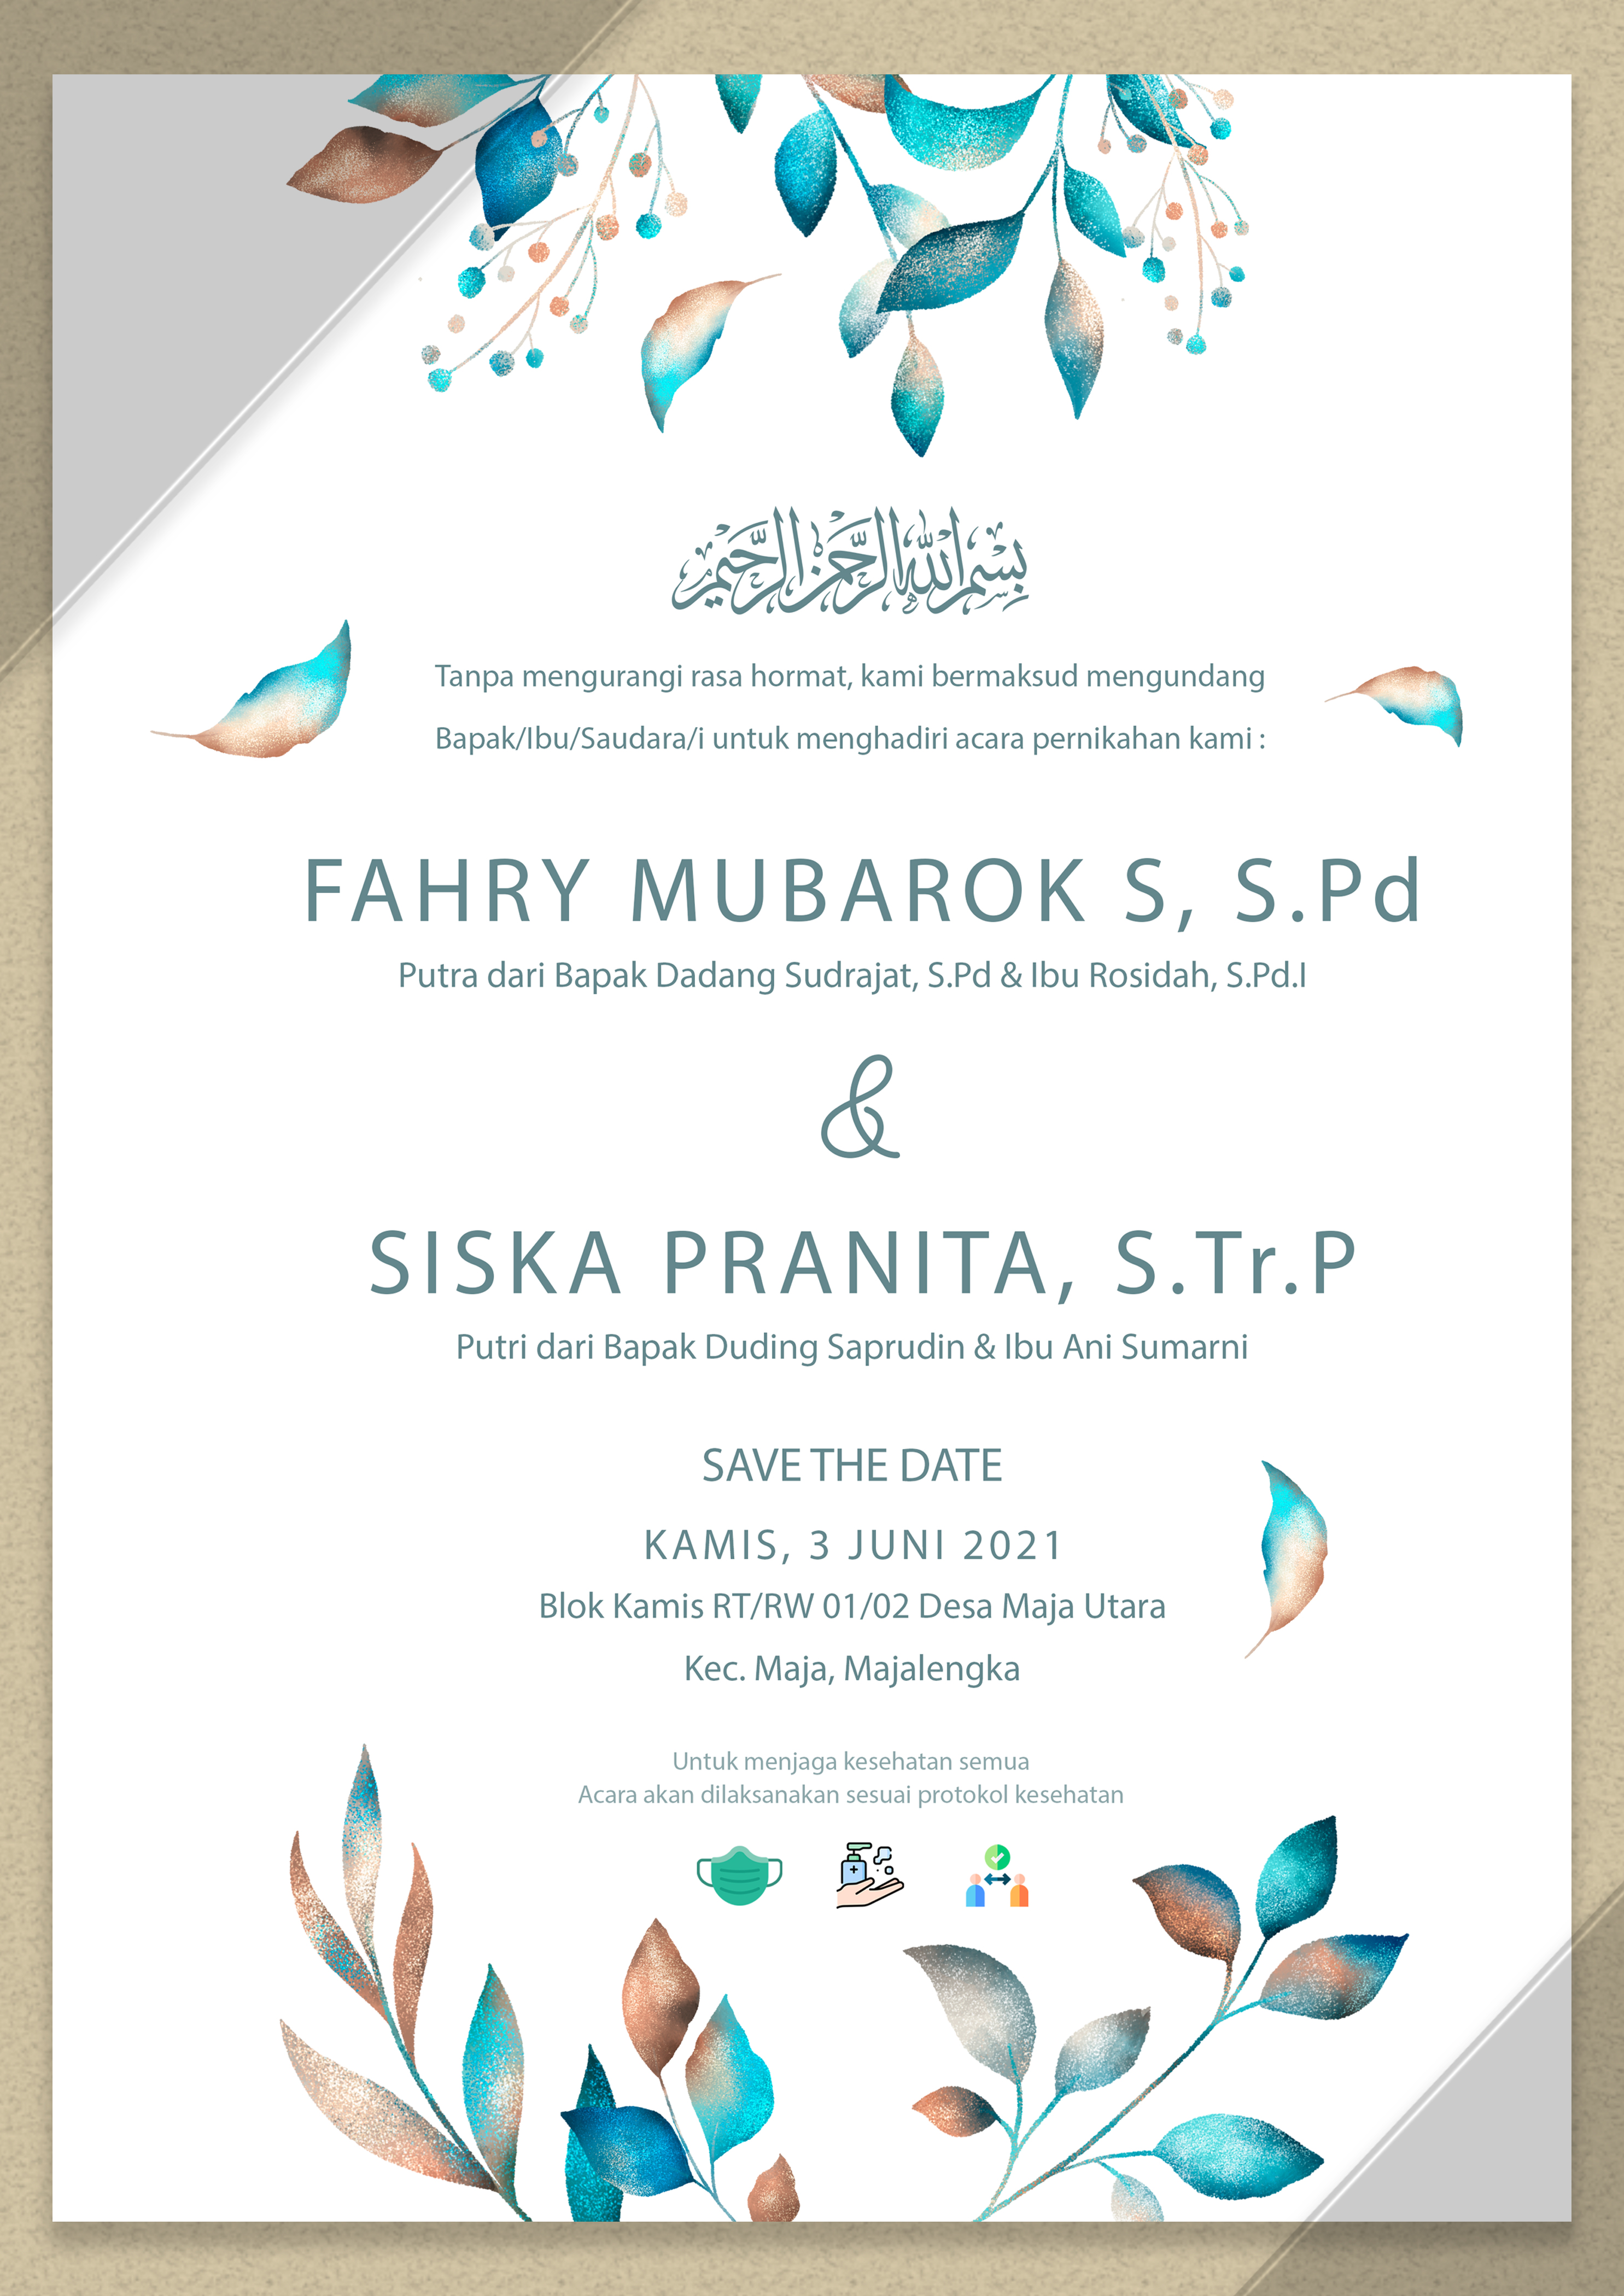 بِسْمِ اللهِ الرَّحْمٰنِ الرَّحِيْمِ
Tanpa mengurangi rasa hormat, kami bermaksud mengundang
Bapak/Ibu/Saudara/i untuk menghadiri acara pernikahan kami :
FAHRY MUBAROK S, S.Pd
Putra dari Bapak Dadang Sudrajat, S.Pd & Ibu Rosidah, S.Pd.I
&
SISKA PRANITA, S.Tr.P
Putri dari Bapak Duding Saprudin & Ibu Ani Sumarni
SAVE THE DATE
KAMIS, 3 JUNI 2021
Blok Kamis RT/RW 01/02 Desa Maja Utara
Kec. Maja, Majalengka
Untuk menjaga kesehatan semua
Acara akan dilaksanakan sesuai protokol kesehatan